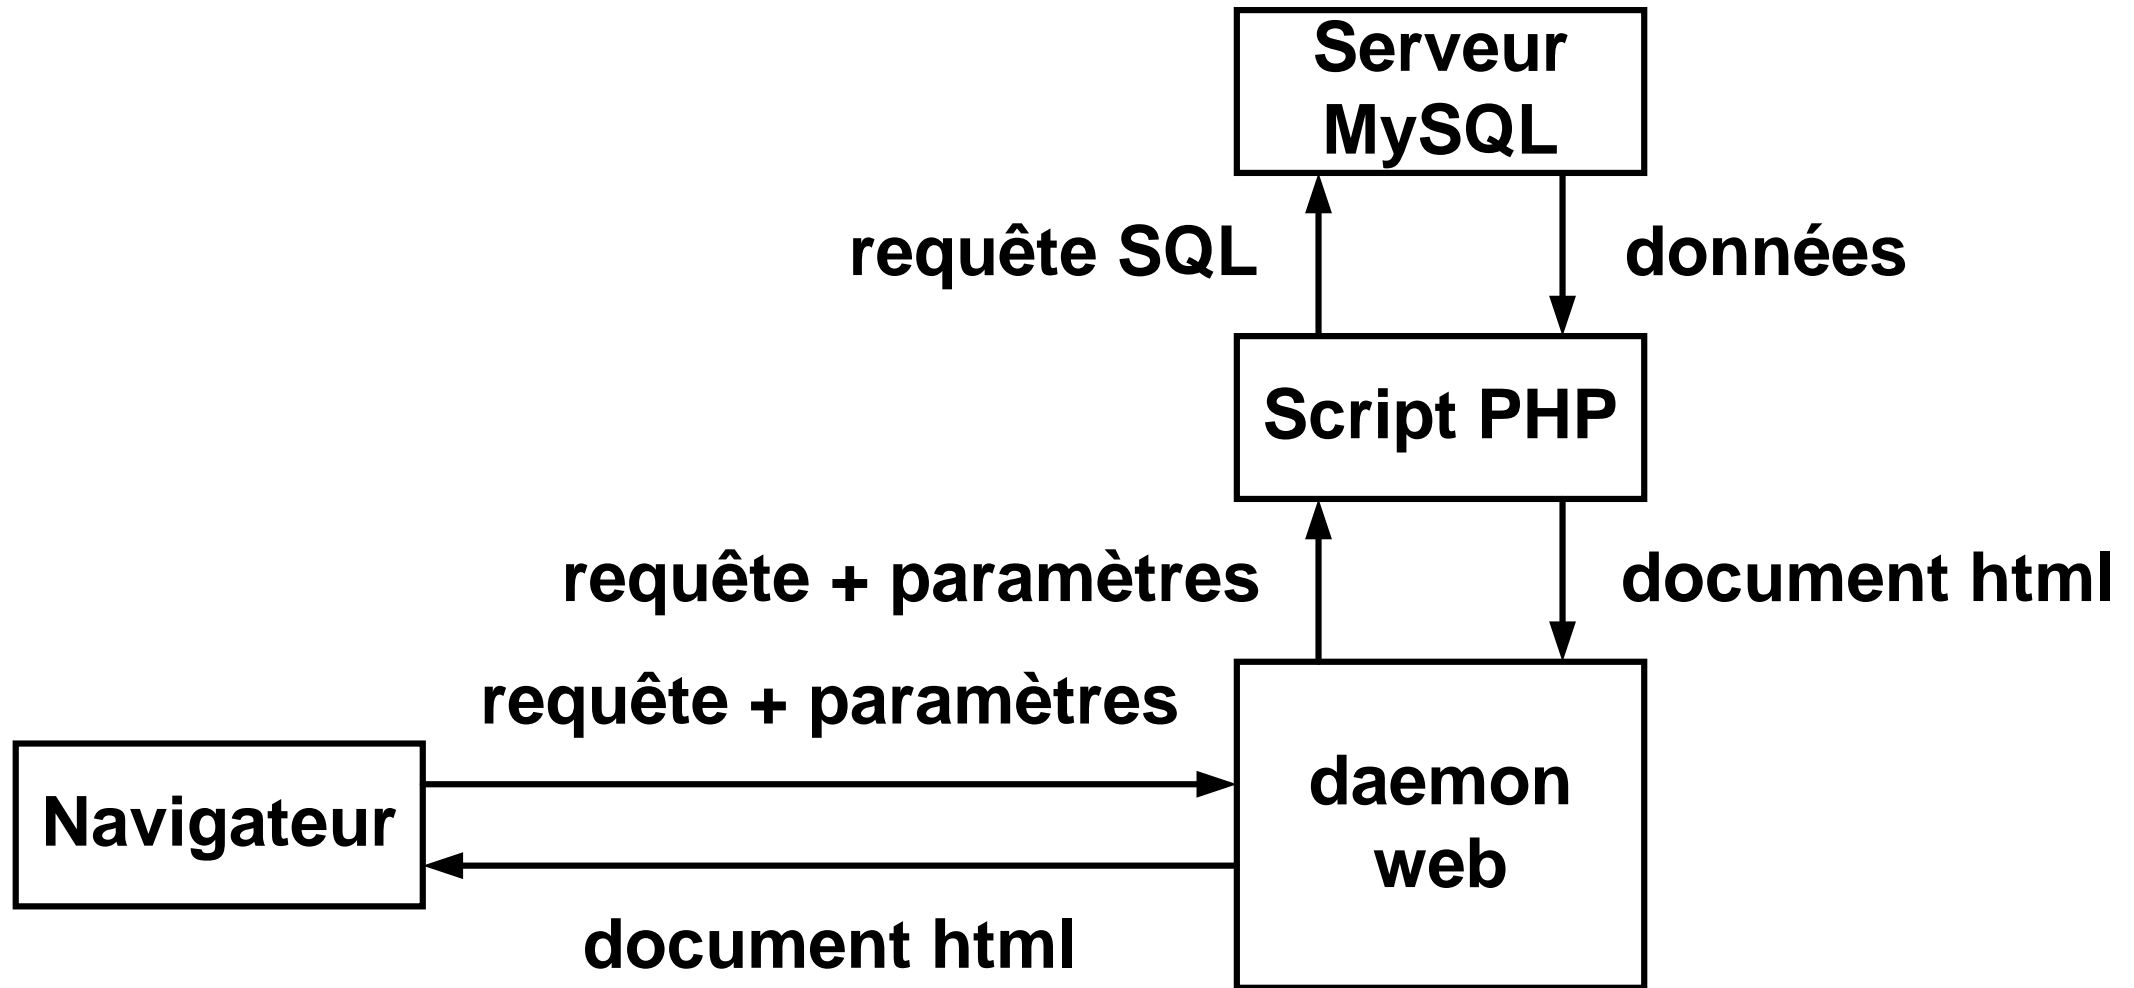 Serveur
MySQL
requête SQL
données
Script PHP
requête + paramètres
document html
requête + paramètres
daemon
web
Navigateur
document html